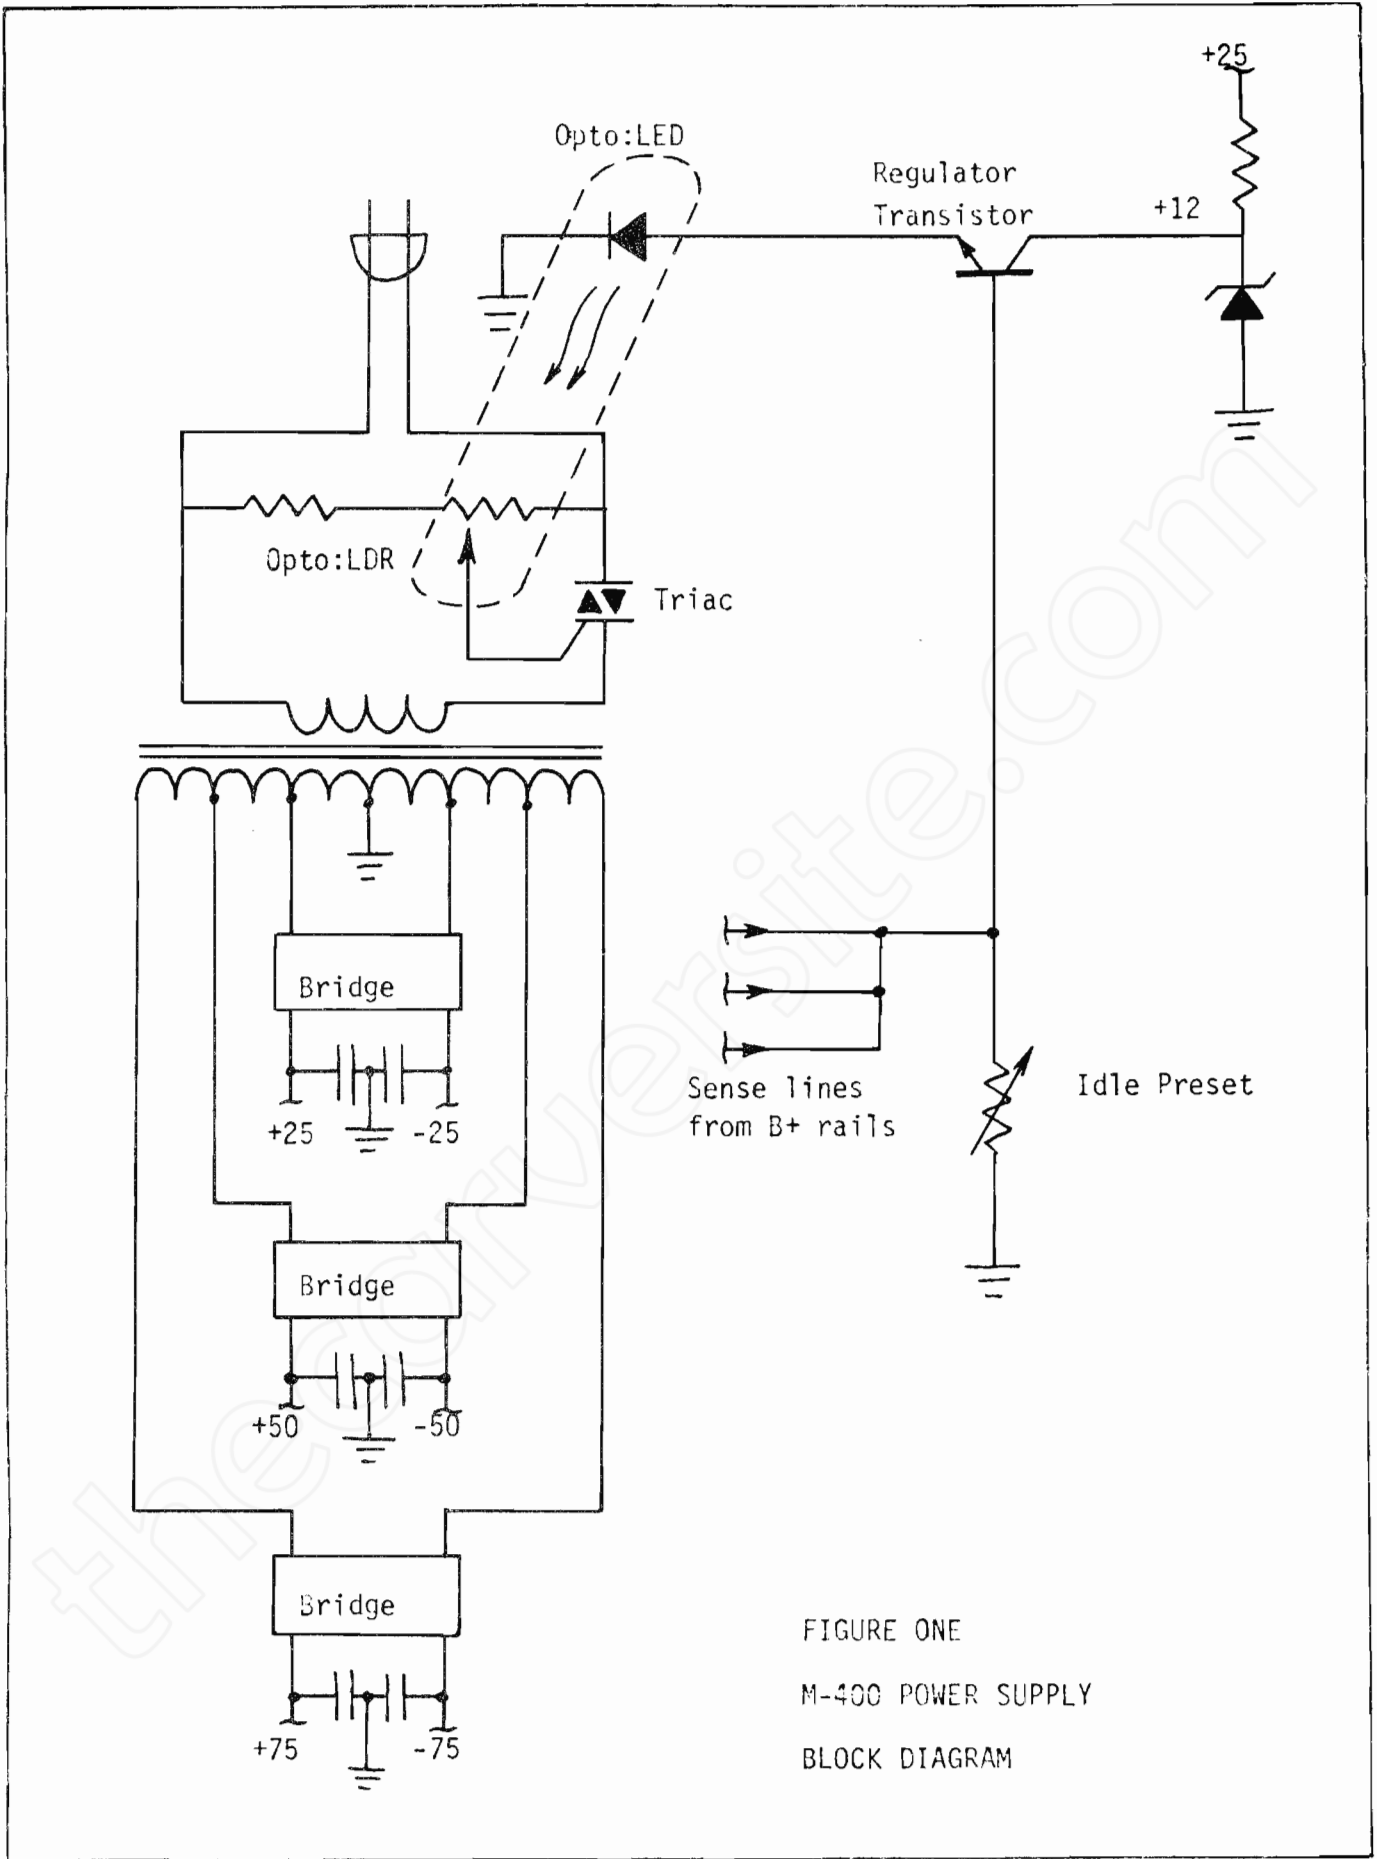 +25
Opto:LED
Regulator
Transistor
+12
Opto:LDR
Triac
Bridge
+25
-25
Sense lines
from B+ rails
Idle Preset
Bridge
+50
-50
Bridge
+75
-75
FIGURE ONE
M-400 POWER SUPPLY
BLOCK DIAGRAM
thecarversite.com